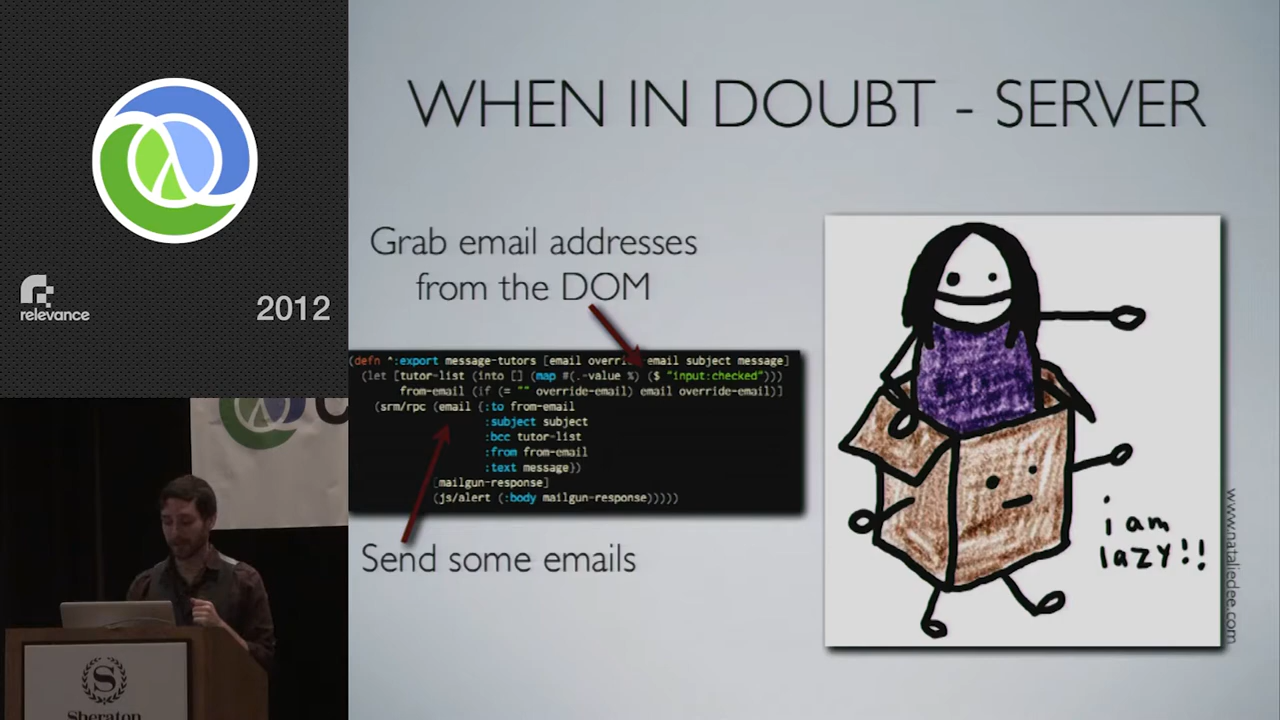 WHEN IN DOUBT - SERVER
Grab email addresses
from the DOM
(defn ^:export message-tutors [email override-email subject message]
(let [tutor-list (into [] (map #(.-value %) ($ "input:checked")))
from-email (if (= "" override-email) email override-email)]
(srm/rpc (email {:to from-email
:subject subject
:bcc tutor-list
:from from-email
:text message})
[mailgun-response]
(js/alert (:body mailgun-response)))))
Send some emails
i am
lazy!!
www.nataliedee.com
relevance
2012
C
S
Sheraton